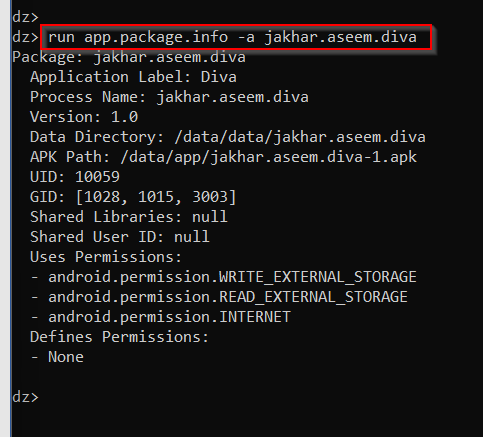 dz>
dz> run app.package.info -a jakhar.aseem.diva
Package: jakhar.aseem.diva
  Application Label: Diva
  Process Name: jakhar.aseem.diva
  Version: 1.0
  Data Directory: /data/data/jakhar.aseem.diva
  APK Path: /data/app/jakhar.aseem.diva-1.apk
  UID: 10059
  GID: [1028, 1015, 3003]
  Shared Libraries: null
  Shared User ID: null
  Uses Permissions:
  - android.permission.WRITE_EXTERNAL_STORAGE
  - android.permission.READ_EXTERNAL_STORAGE
  - android.permission.INTERNET
  Defines Permissions:
  - None
dz>